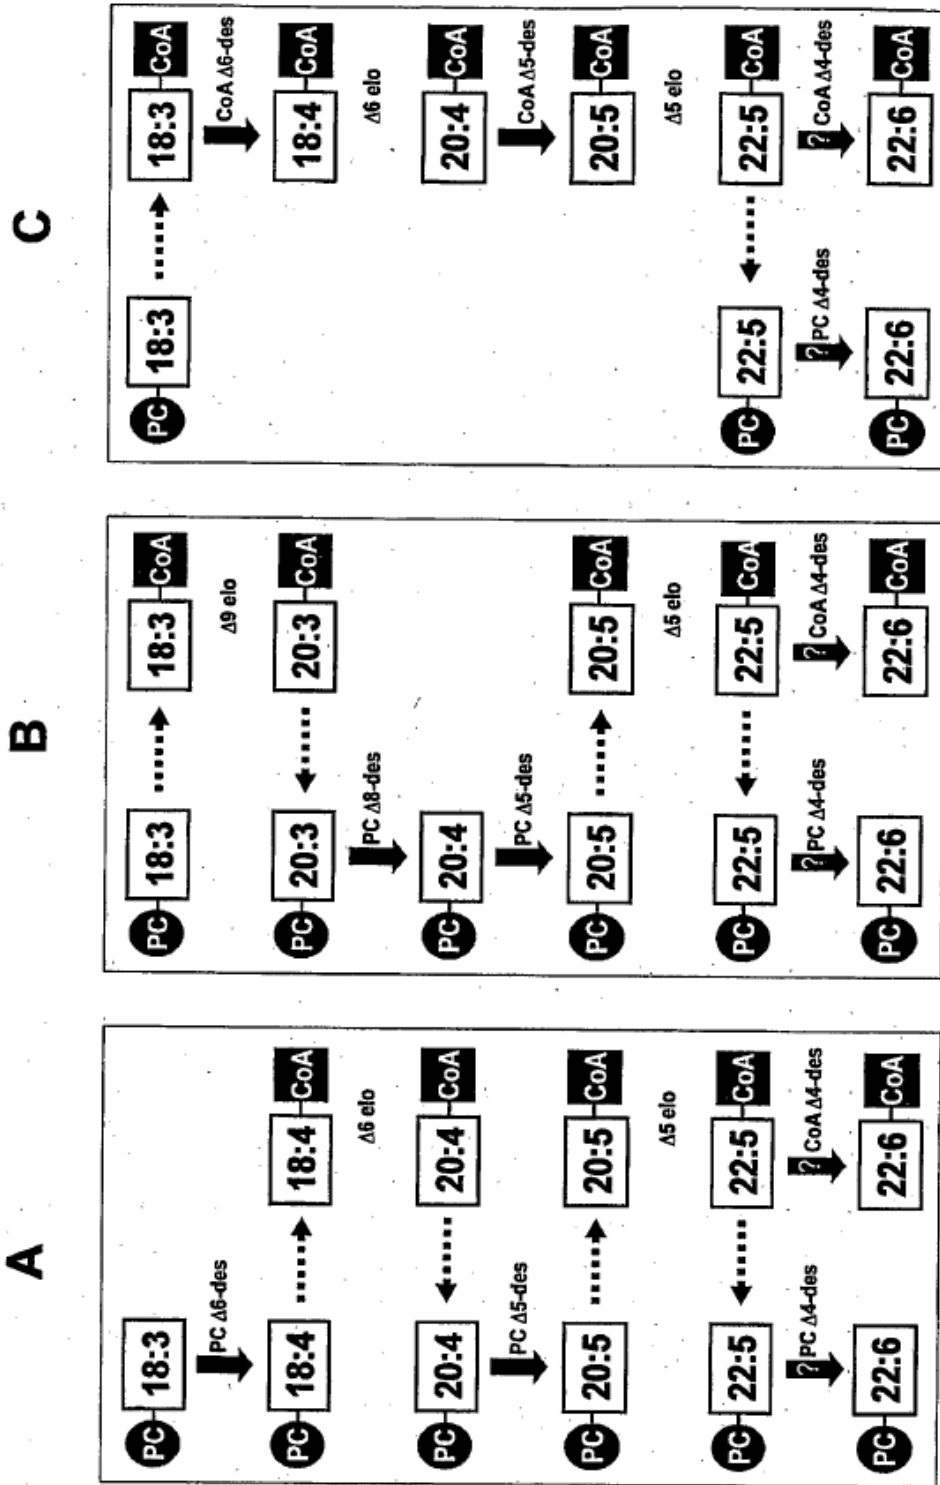 A
PC 18:3
PC Δ6-des
PC 18:4 18:4 CoA
Δ6 elo
PC 20:4 20:4 CoA
PC Δ5-des
PC 20:5 20:5 CoA
Δ5 elo
PC 22:5 22:5 CoA
? PC Δ4-des ? CoA Δ4-des
PC 22:6 22:6 CoA
B
PC 18:3 18:3 CoA
Δ9 elo
PC 20:3 20:3 CoA
PC Δ8-des
PC 20:4
PC Δ5-des
PC 20:5 20:5 CoA
Δ5 elo
PC 22:5 22:5 CoA
? PC Δ4-des ? CoA Δ4-des
PC 22:6 22:6 CoA
C
PC 18:3 18:3 CoA
CoA Δ6-des
18:4 CoA
Δ6 elo
20:4 CoA
CoA Δ5-des
20:5 CoA
Δ5 elo
PC 22:5 22:5 CoA
? PC Δ4-des ? CoA Δ4-des
PC 22:6 22:6 CoA